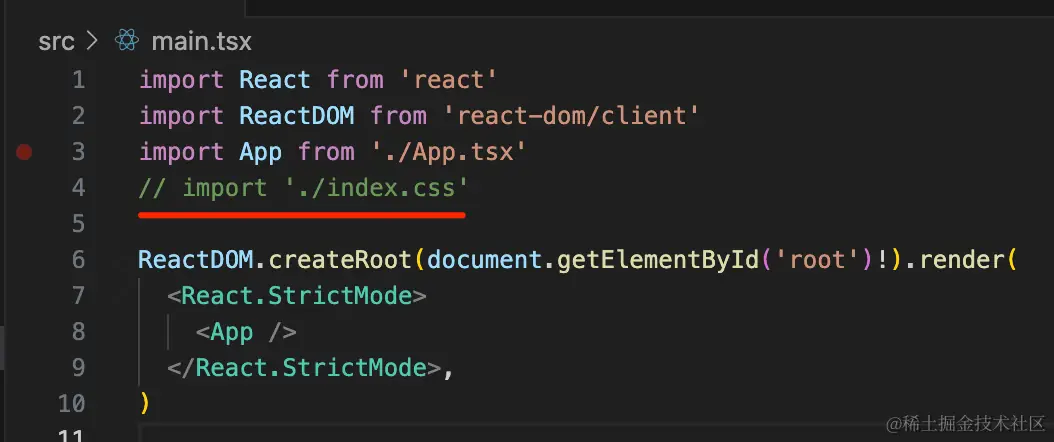 src > main.tsx
1 import React from 'react'
2 import ReactDOM from 'react-dom/client'
3 import App from './App.tsx'
4 // import './index.css'
5
6 ReactDOM.createRoot(document.getElementById('root')!).render(
7   <React.StrictMode>
8     <App />
9   </React.StrictMode>,
10 )
11
@稀土掘金技术社区